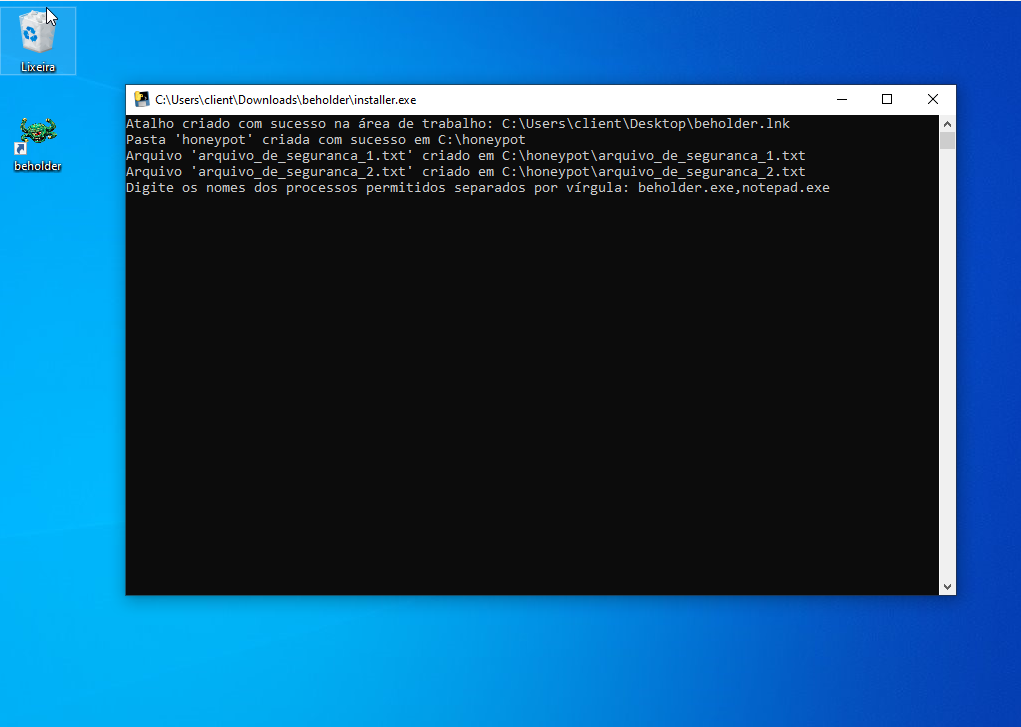 Lixeira
beholder
C:\Users\client\Downloads\beholder\installer.exe
Atalho criado com sucesso na área de trabalho: C:\Users\client\Desktop\beholder.lnk
Pasta 'honeypot' criada com sucesso em C:\honeypot
Arquivo 'arquivo_de_seguranca_1.txt' criado em C:\honeypot\arquivo_de_seguranca_1.txt
Arquivo 'arquivo_de_seguranca_2.txt' criado em C:\honeypot\arquivo_de_seguranca_2.txt
Digite os nomes dos processos permitidos separados por vírgula: beholder.exe,notepad.exe